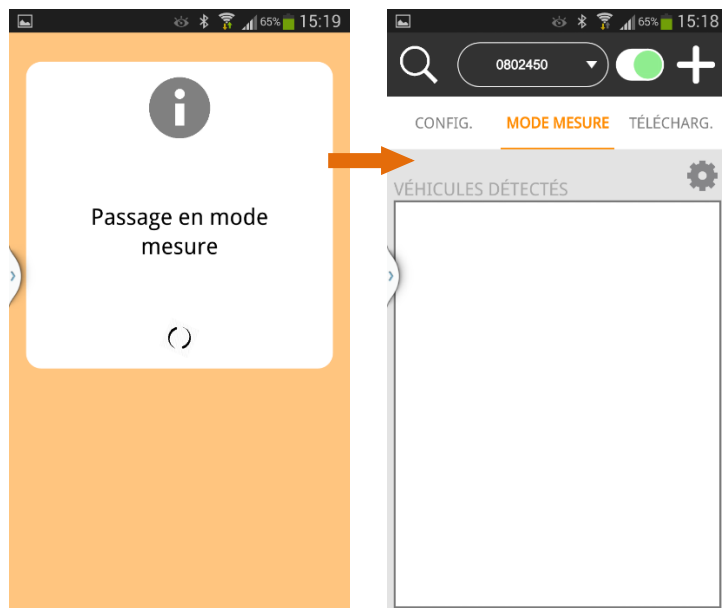 65% 15:19
Passage en mode
mesure
65% 15:18
0802450
CONFIG. MODE MESURE TÉLÉCHARG.
VÉHICULES DÉTECTÉS